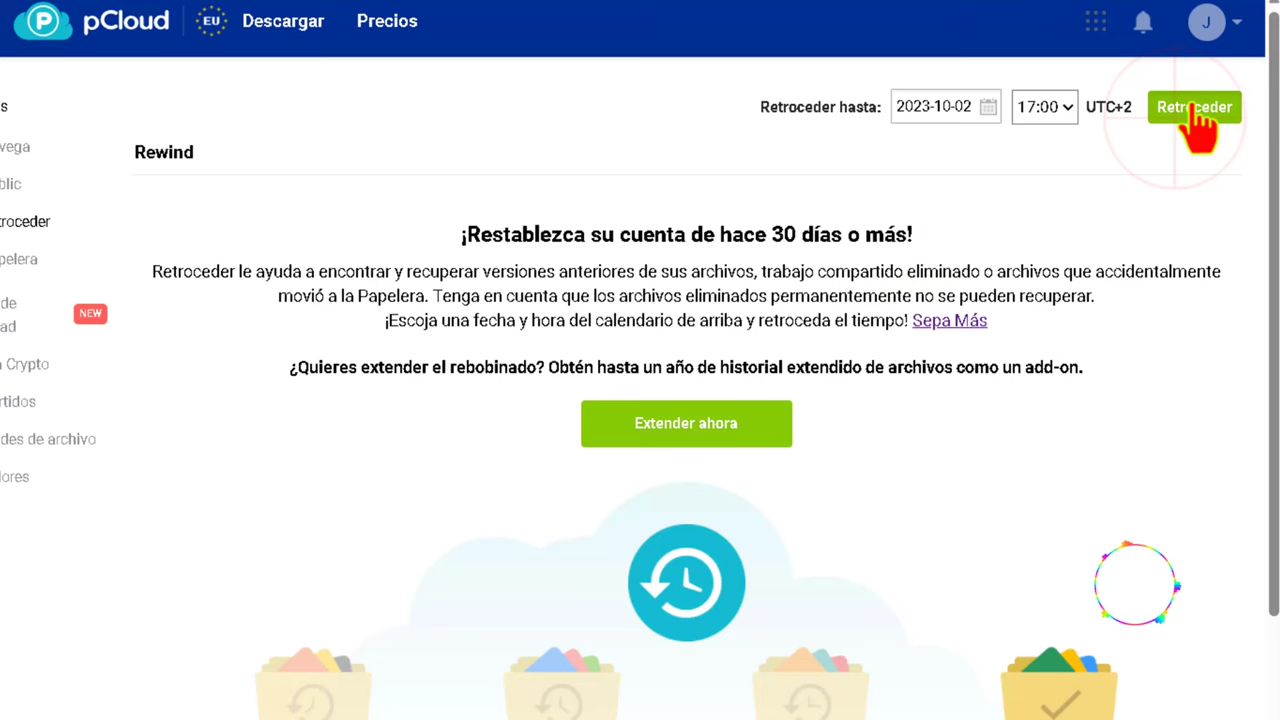 P pCloud EU Descargar Precios J
s
Retroceder hasta: 2023-10-02 17:00 UTC+2 Retroceder
Rewind
vega
blic
troceder
pelera
de
ad
NEW
Crypto
rtidos
des de archivo
lores
¡Restablezca su cuenta de hace 30 días o más!
Retroceder le ayuda a encontrar y recuperar versiones anteriores de sus archivos, trabajo compartido eliminado o archivos que accidentalmente
movió a la Papelera. Tenga en cuenta que los archivos eliminados permanentemente no se pueden recuperar.
¡Escoja una fecha y hora del calendario de arriba y retroceda el tiempo! Sepa Más
¿Quieres extender el rebobinado? Obtén hasta un año de historial extendido de archivos como un add-on.
Extender ahora